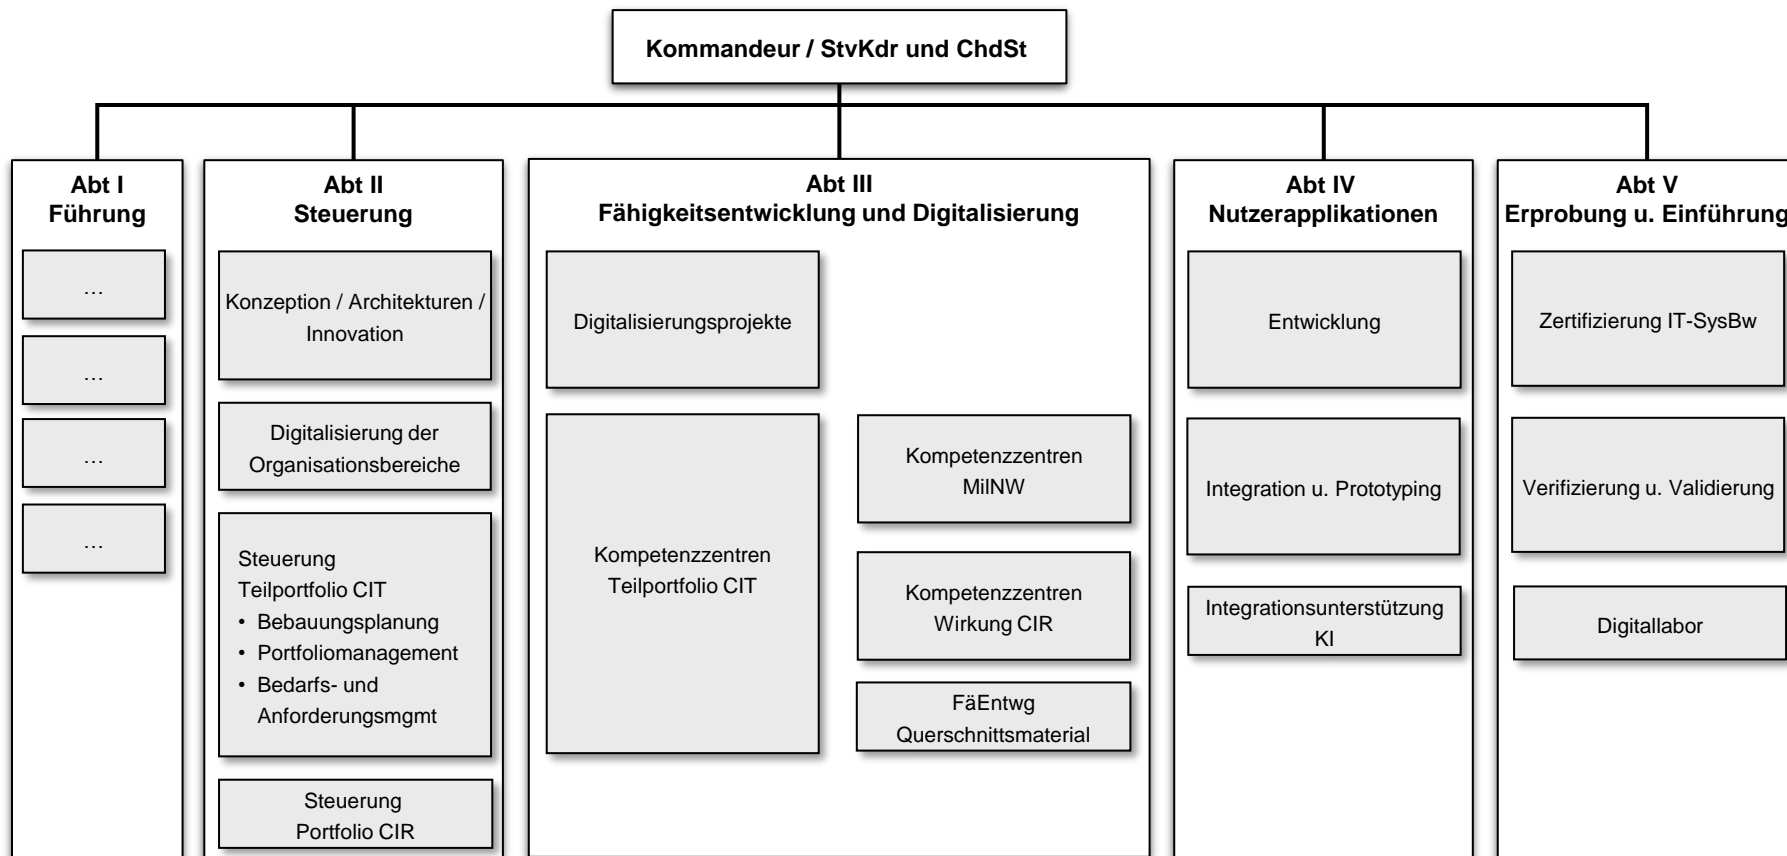 Kommandeur / StvKdr und ChdSt
Abt I
Führung
…
…
…
…
Abt II
Steuerung
Konzeption / Architekturen /
Innovation
Digitalisierung der
Organisationsbereiche
Steuerung
Teilportfolio CIT
• Bebauungsplanung
• Portfoliomanagement
• Bedarfs- und
Anforderungsmgmt
Steuerung
Portfolio CIR
Abt III
Fähigkeitsentwicklung und Digitalisierung
Digitalisierungsprojekte
Kompetenzzentren
Teilportfolio CIT
Kompetenzzentren
MilNW
Kompetenzzentren
Wirkung CIR
FäEntwg
Querschnittsmaterial
Abt IV
Nutzerapplikationen
Entwicklung
Integration u. Prototyping
Integrationsunterstützung
KI
Abt V
Erprobung u. Einführung
Zertifizierung IT-SysBw
Verifizierung u. Validierung
Digitallabor